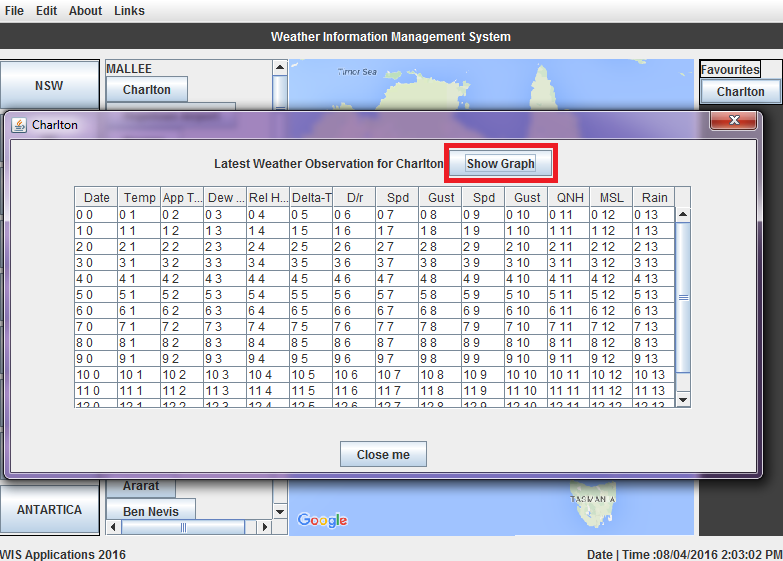 File Edit About Links
Weather Information Management System
NSW
MALLEE
Charlton
Timor Sea
Favourites
Charlton
Charlton
Latest Weather Observation for Charlton Show Graph
Date Temp App T... Dew ... Rel H... Delta-T D/r Spd Gust Spd Gust QNH MSL Rain
0 0 0 1 0 2 0 3 0 4 0 5 0 6 0 7 0 8 0 9 0 10 0 11 0 12 0 13
1 0 1 1 1 2 1 3 1 4 1 5 1 6 1 7 1 8 1 9 1 10 1 11 1 12 1 13
2 0 2 1 2 2 2 3 2 4 2 5 2 6 2 7 2 8 2 9 2 10 2 11 2 12 2 13
3 0 3 1 3 2 3 3 3 4 3 5 3 6 3 7 3 8 3 9 3 10 3 11 3 12 3 13
4 0 4 1 4 2 4 3 4 4 4 5 4 6 4 7 4 8 4 9 4 10 4 11 4 12 4 13
5 0 5 1 5 2 5 3 5 4 5 5 5 6 5 7 5 8 5 9 5 10 5 11 5 12 5 13
6 0 6 1 6 2 6 3 6 4 6 5 6 6 6 7 6 8 6 9 6 10 6 11 6 12 6 13
7 0 7 1 7 2 7 3 7 4 7 5 7 6 7 7 7 8 7 9 7 10 7 11 7 12 7 13
8 0 8 1 8 2 8 3 8 4 8 5 8 6 8 7 8 8 8 9 8 10 8 11 8 12 8 13
9 0 9 1 9 2 9 3 9 4 9 5 9 6 9 7 9 8 9 9 9 10 9 11 9 12 9 13
10 0 10 1 10 2 10 3 10 4 10 5 10 6 10 7 10 8 10 9 10 10 10 11 10 12 10 13
11 0 11 1 11 2 11 3 11 4 11 5 11 6 11 7 11 8 11 9 11 10 11 11 11 12 11 13
12 0 12 1 12 2 12 3 12 4 12 5 12 6 12 7 12 8 12 9 12 10 12 11 12 12 12 13
Close me
ANTARTICA
Ararat
Ben Nevis
Google
TASMANIA
WIS Applications 2016
Date | Time :08/04/2016 2:03:02 PM